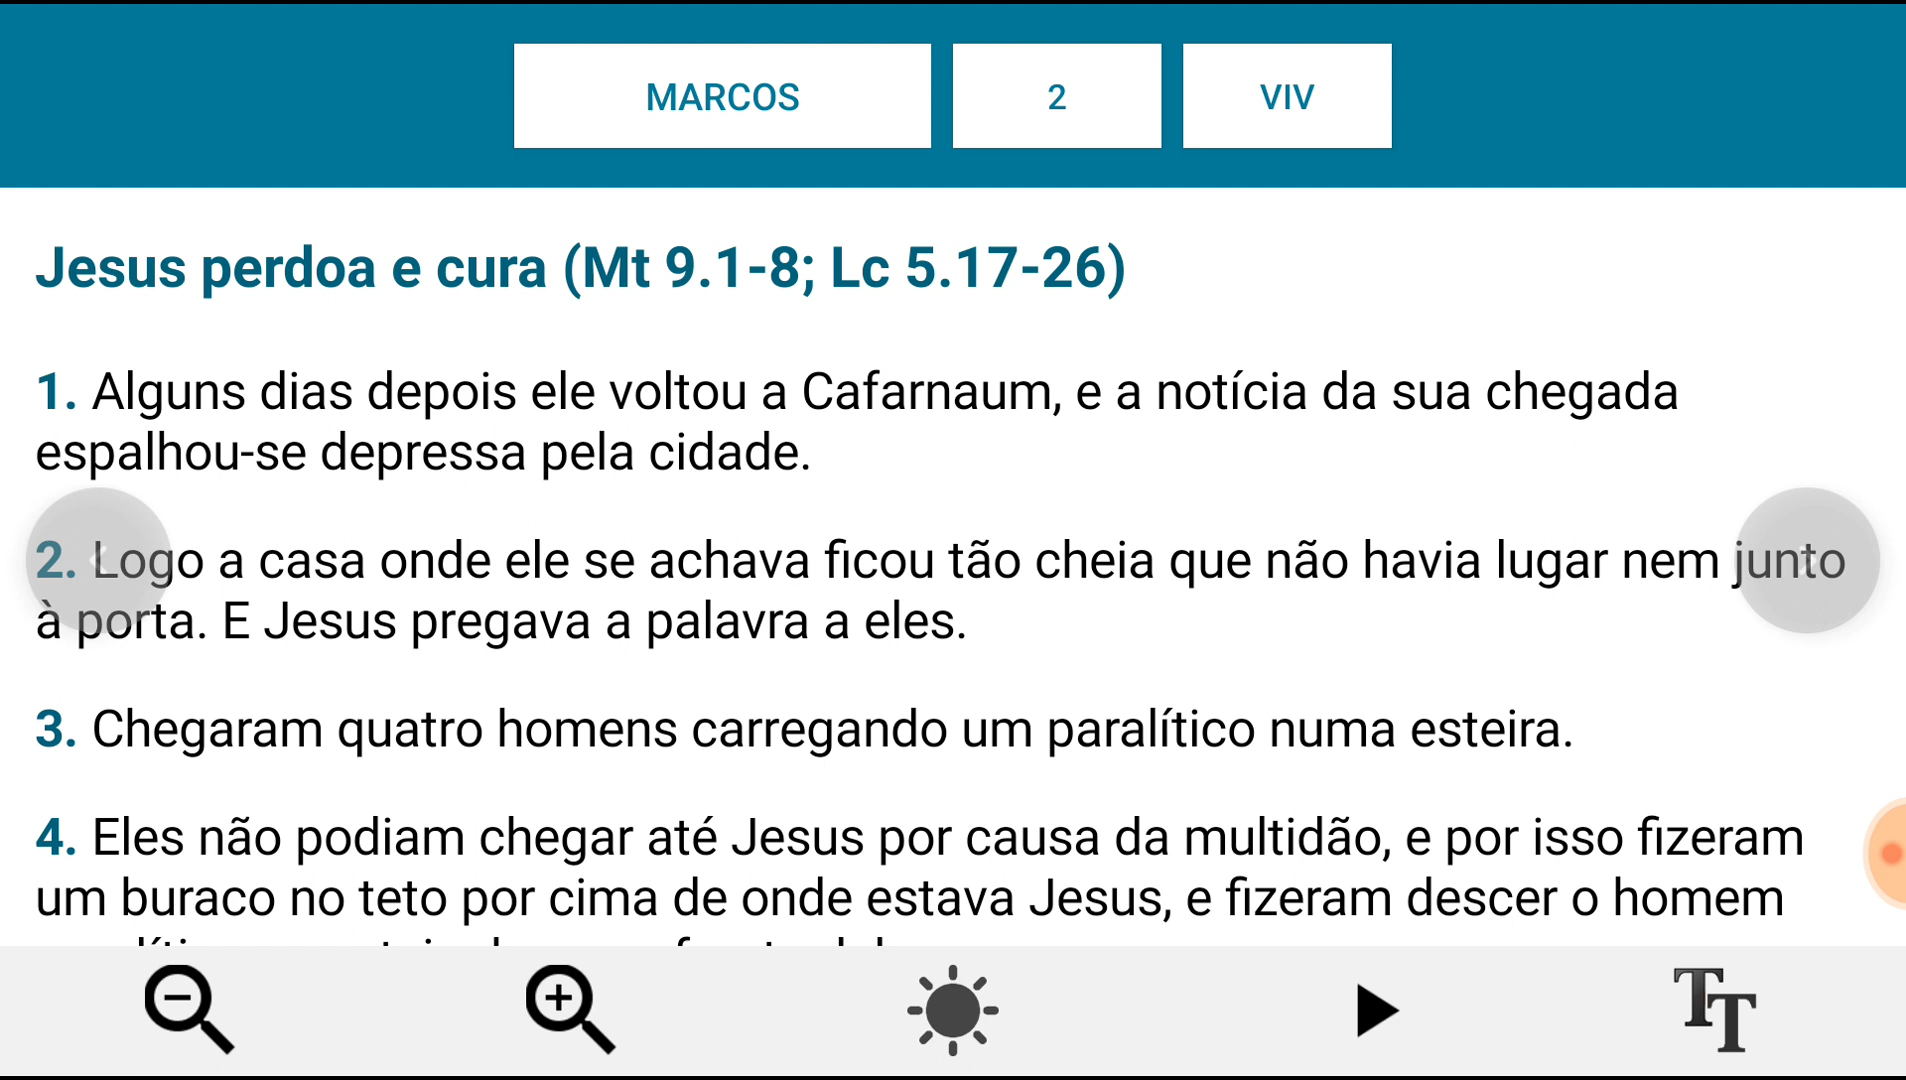 MARCOS 2 VIV
Jesus perdoa e cura (Mt 9.1-8; Lc 5.17-26)
1. Alguns dias depois ele voltou a Cafarnaum, e a notícia da sua chegada
espalhou-se depressa pela cidade.
2. Logo a casa onde ele se achava ficou tão cheia que não havia lugar nem junto
à porta. E Jesus pregava a palavra a eles.
3. Chegaram quatro homens carregando um paralítico numa esteira.
4. Eles não podiam chegar até Jesus por causa da multidão, e por isso fizeram
um buraco no teto por cima de onde estava Jesus, e fizeram descer o homem